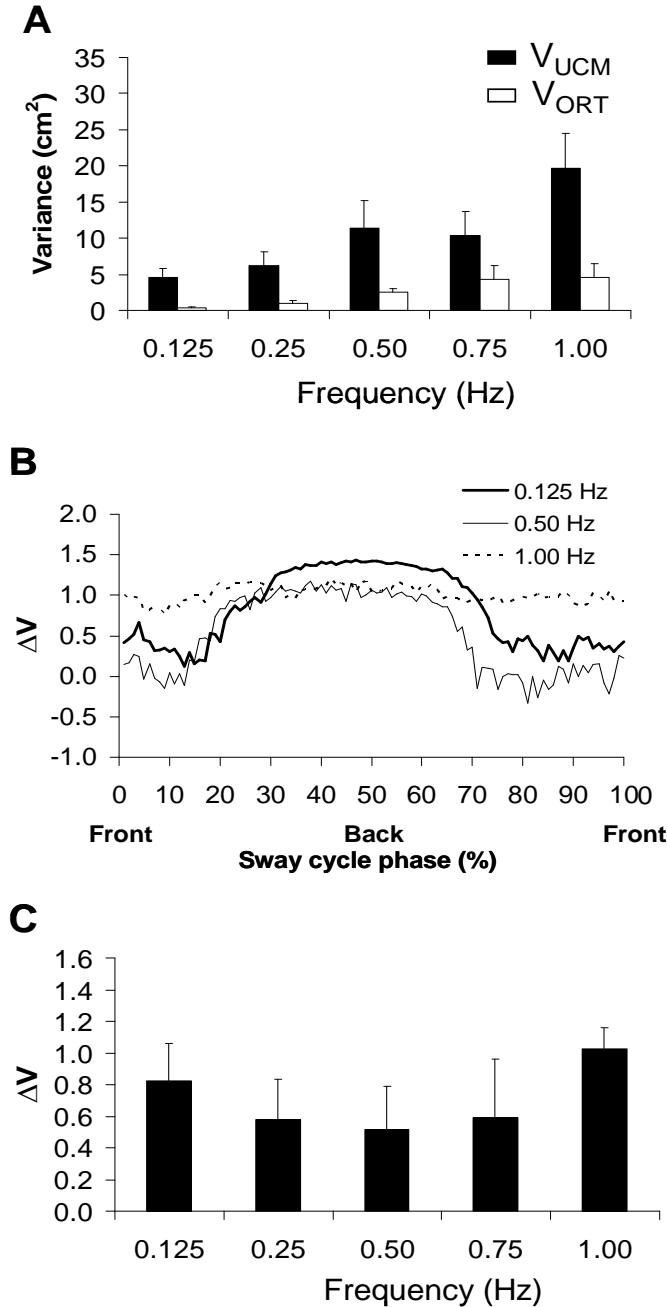 A
V_UCM
V_ORT
35
30
25
20
15
10
5
0
Variance (cm²)
0.125 0.25 0.50 0.75 1.00
Frequency (Hz)
B
0.125 Hz
0.50 Hz
1.00 Hz
2.0
1.5
1.0
0.5
0.0
-0.5
-1.0
ΔV
0 10 20 30 40 50 60 70 80 90 100
Front Back Front
Sway cycle phase (%)
C
1.6
1.4
1.2
1.0
0.8
0.6
0.4
0.2
0.0
ΔV
0.125 0.25 0.50 0.75 1.00
Frequency (Hz)